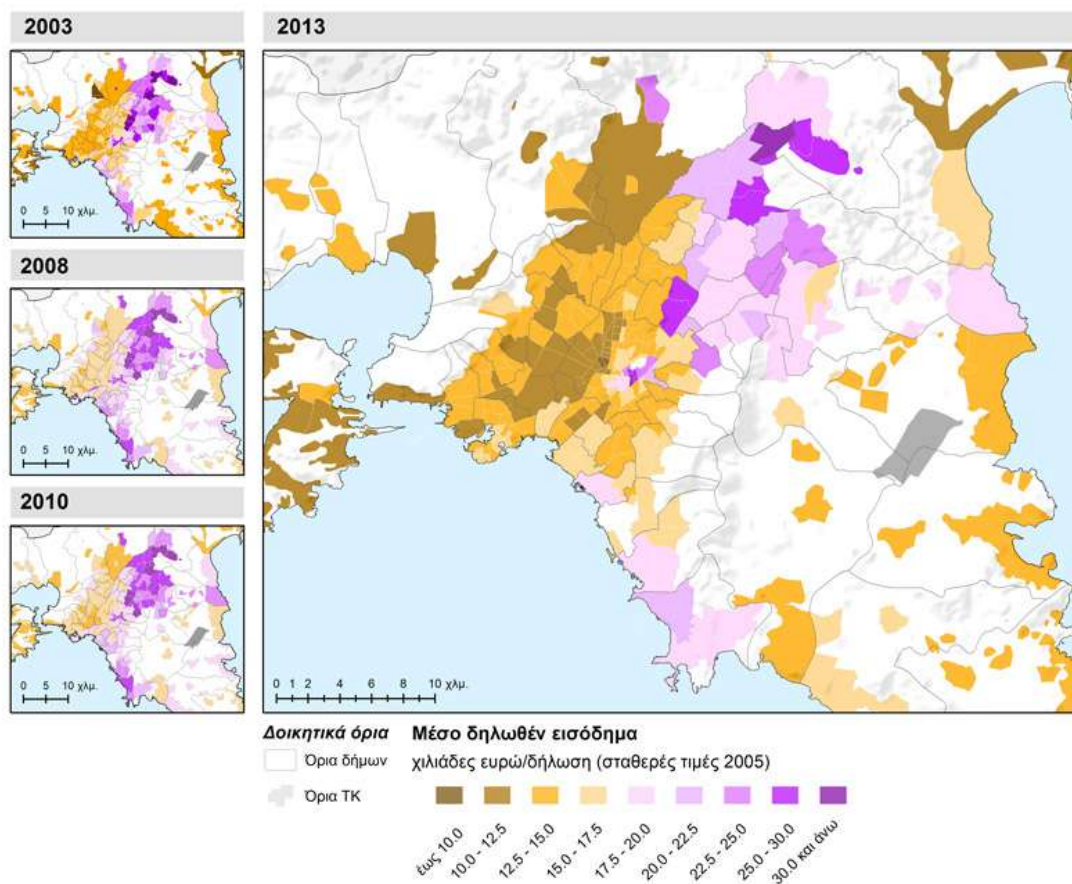 2003
0 5 10 χλμ.
2008
0 5 10 χλμ.
2010
0 5 10 χλμ.
2013
0 1 2 4 6 8 10 χλμ.
Δοικητικά όρια
Όρια δήμων
Όρια ΤΚ
Μέσο δηλωθέν εισόδημα
χιλιάδες ευρώ/δήλωση (σταθερές τιμές 2005)
έως 10.0
10.0 - 12.5
12.5 - 15.0
15.0 - 17.5
17.5 - 20.0
20.0 - 22.5
22.5 - 25.0
25.0 - 30.0
30.0 και άνω